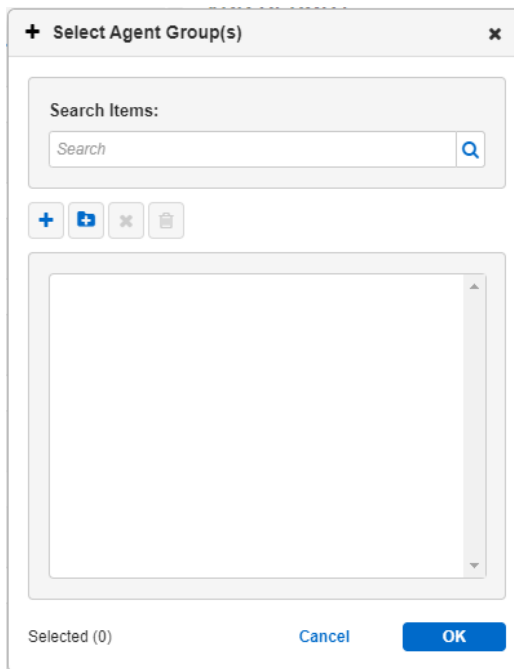 Select Agent Group(s)
Search Items:
Search
Selected (0)
Cancel
OK